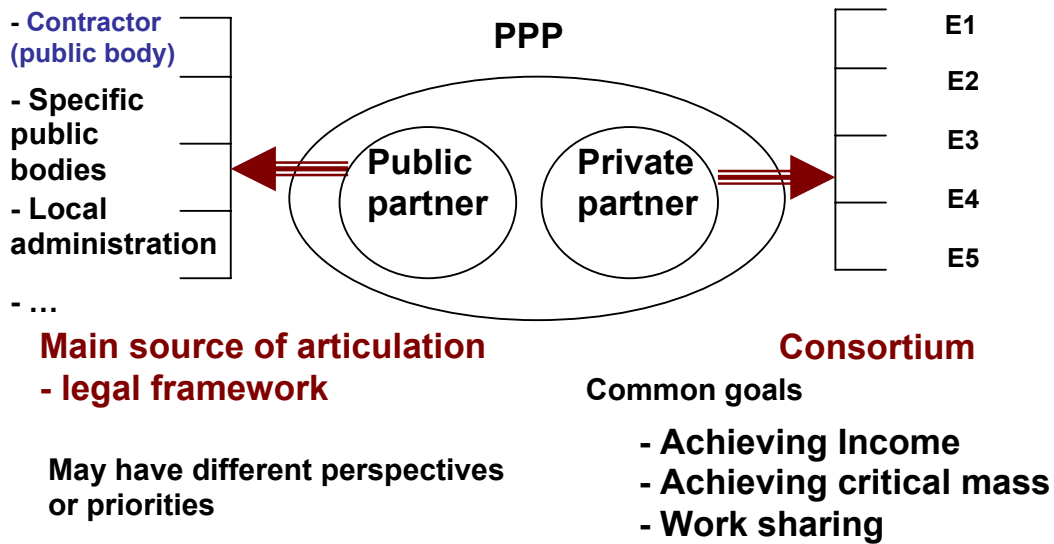 - Contractor
(public body)
- Specific
public
bodies
- Local
administration
- ...
PPP
Public
partner
Private
partner
E1
E2
E3
E4
E5
Main source of articulation
- legal framework
May have different perspectives
or priorities
Consortium
Common goals
- Achieving Income
- Achieving critical mass
- Work sharing